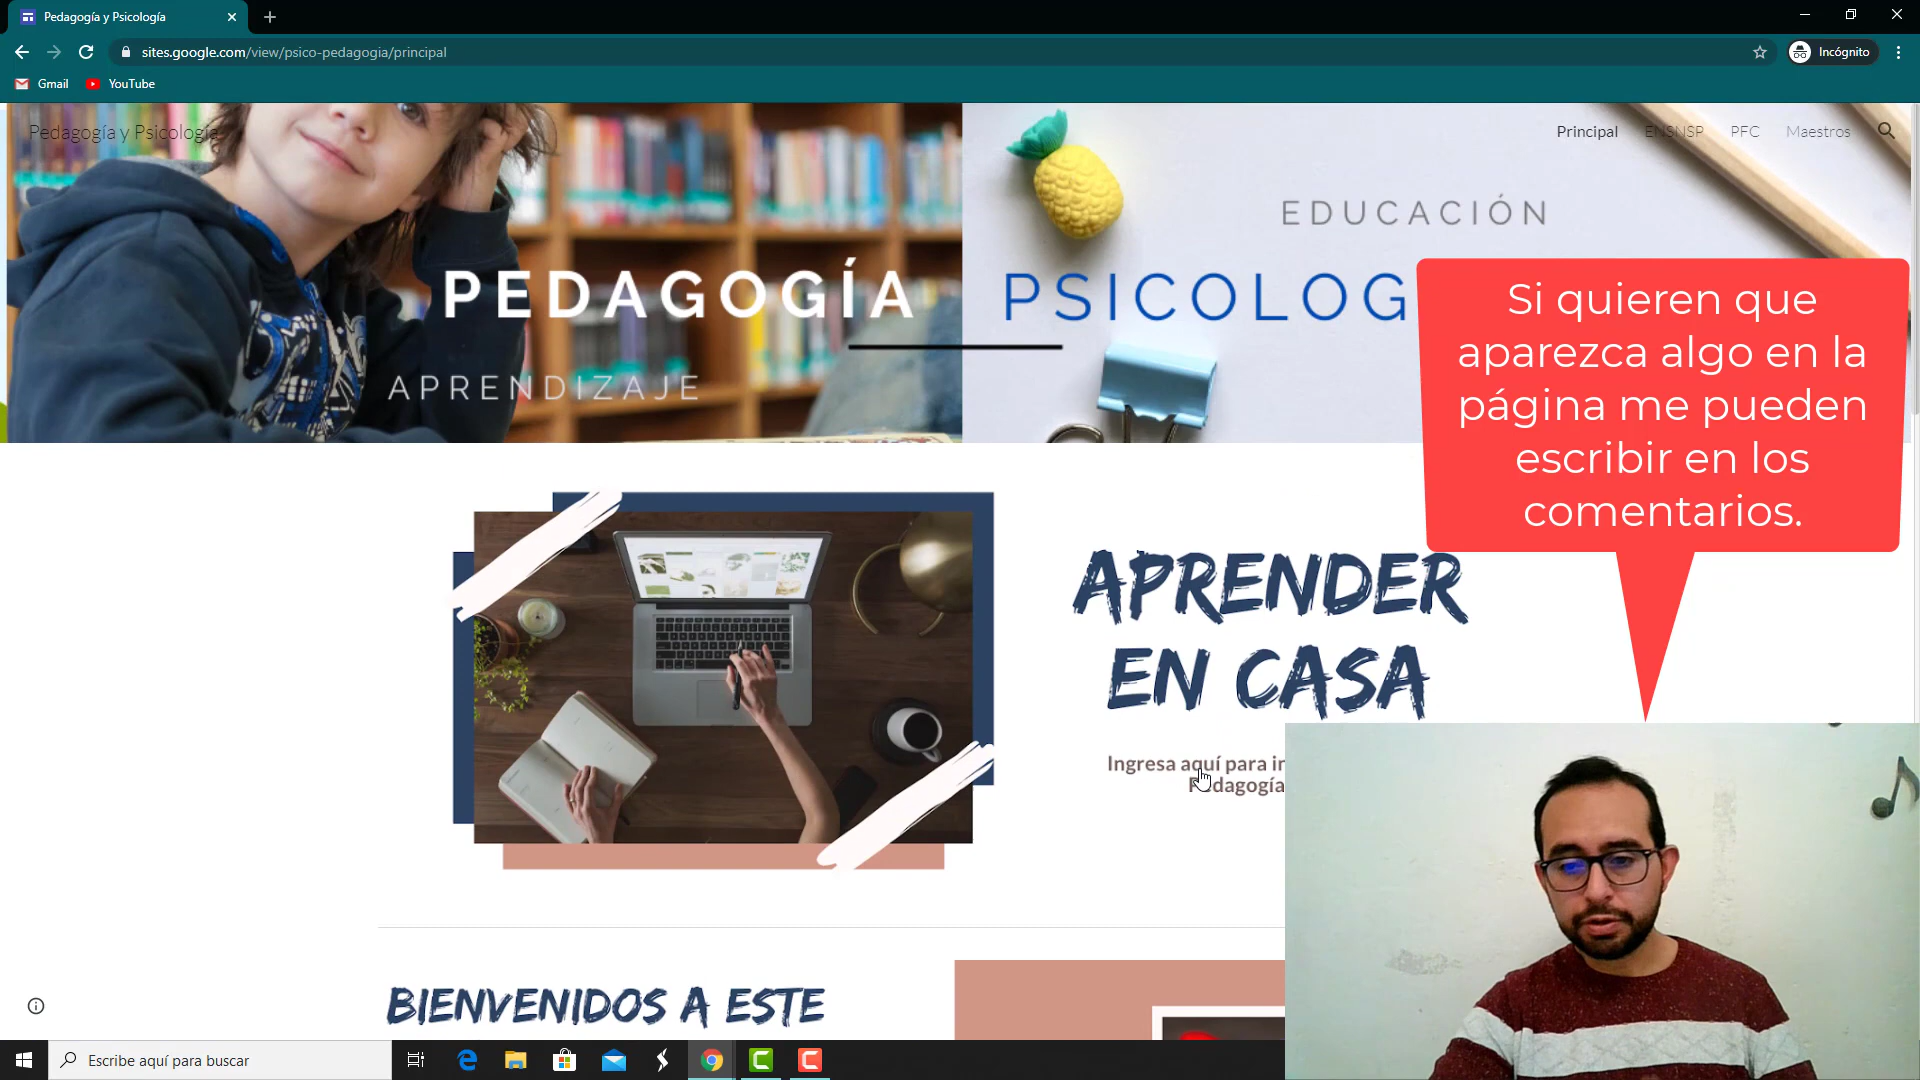 Pedagogía y Psicología
sites.google.com/view/psico-pedagogia/principal
Incógnito
Gmail
YouTube
Pedagogía y Psicología
Principal
ENSNSP
PFC
Maestros
EDUCACIÓN
PEDAGOGÍA
PSICOLOG
APRENDIZAJE
Si quieren que
aparezca algo en la
página me pueden
escribir en los
comentarios.
APRENDER
EN CASA
Ingresa aquí para
Pedagogía
BIENVENIDOS A ESTE
Escribe aquí para buscar